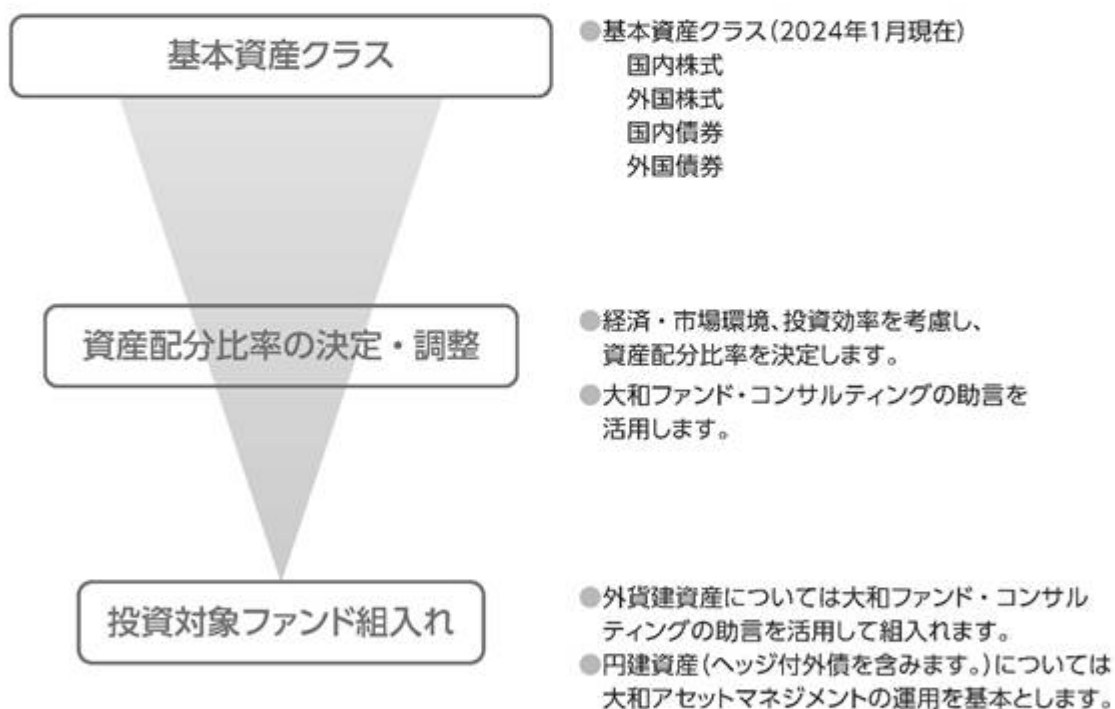 基本資産クラス
●基本資産クラス(2024年1月現在)
国内株式
外国株式
国内債券
外国債券
資産配分比率の決定・調整
●経済・市場環境、投資効率を考慮し、
資産配分比率を決定します。
●大和ファンド・コンサルティングの助言を
活用します。
投資対象ファンド組入れ
●外貨建資産については大和ファンド・コンサル
ティングの助言を活用して組入れます。
●円建資産(ヘッジ付外債を含みます。)については
大和アセットマネジメントの運用を基本とします。